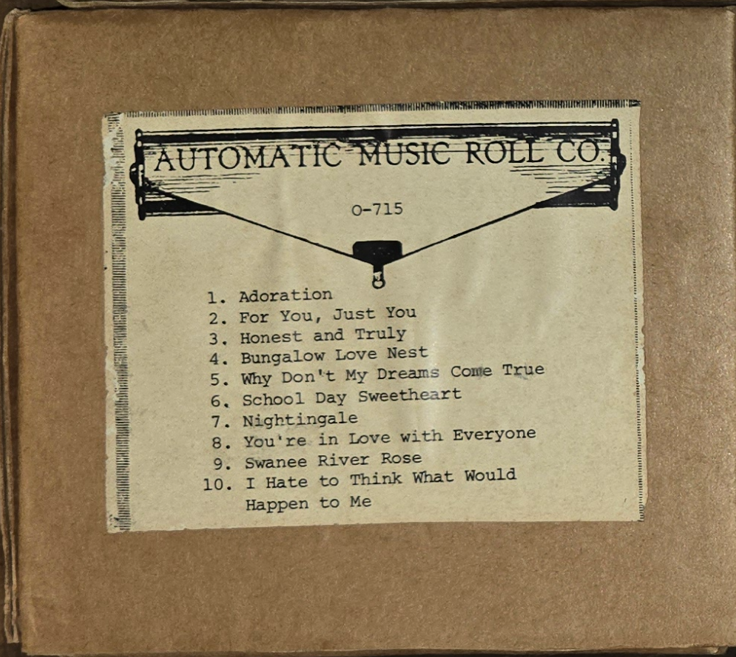 AUTOMATIC MUSIC ROLL CO.
O-715
1. Adoration
2. For You, Just You
3. Honest and Truly
4. Bungalow Love Nest
5. Why Don't My Dreams Come True
6. School Day Sweetheart
7. Nightingale
8. You're in Love with Everyone
9. Swanee River Rose
10. I Hate to Think What Would
Happen to Me